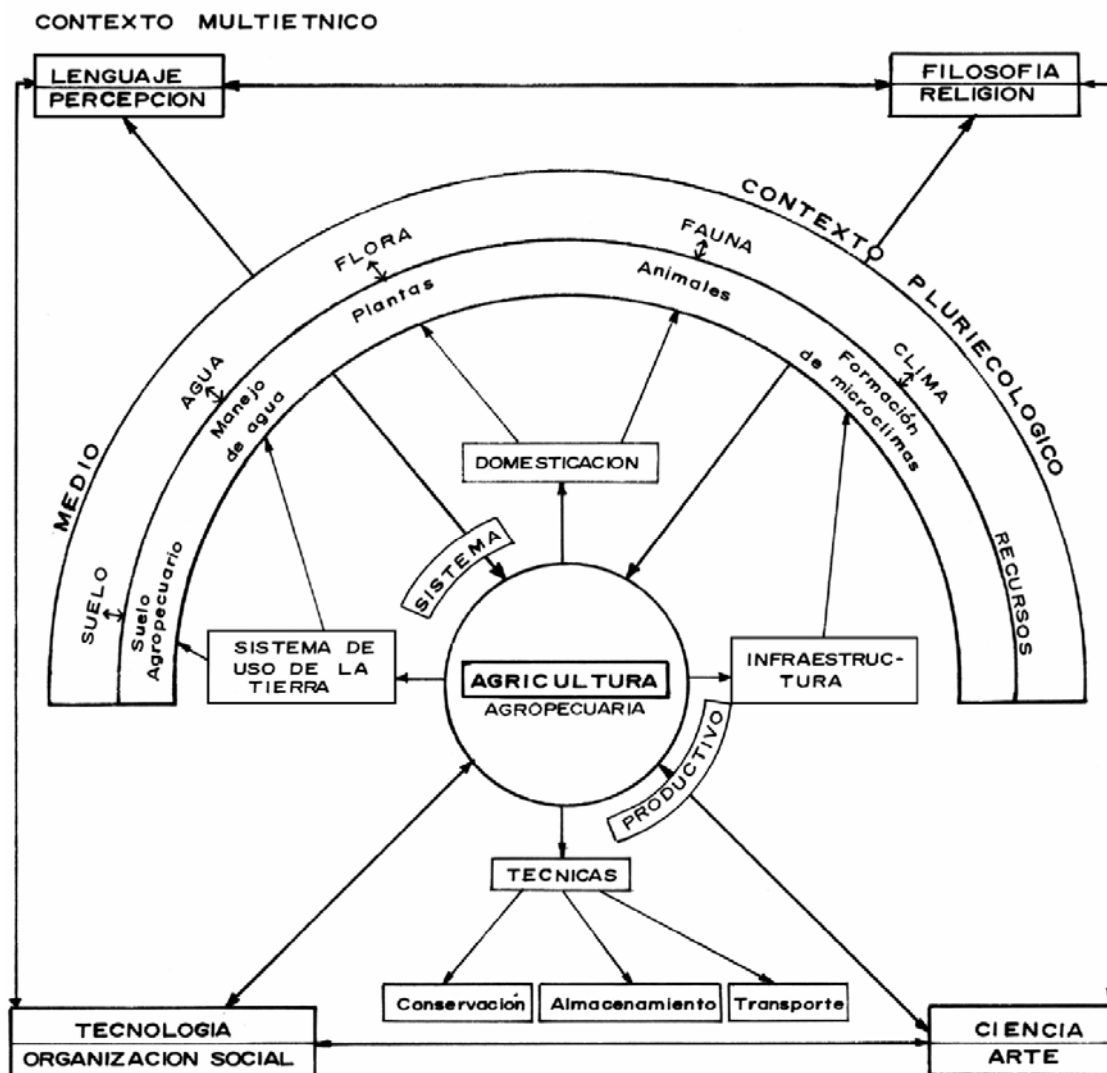 CONTEXTO MULTIETNICO
LENGUAJE
PERCEPCION
FILOSOFIA
RELIGION
MEDIO
CONTEXTO PLURIECOLOGICO
SUELO
AGUA
FLORA
FAUNA
CLIMA
RECURSOS
Suelo
Agropecuario
Manejo
de agua
Plantas
Animales
Formación
de microclimas
DOMESTICACION
SISTEMA
SISTEMA DE
USO DE LA
TIERRA
AGRICULTURA
AGROPECUARIA
INFRAESTRUC-
TURA
PRODUCTIVO
TECNICAS
Conservación
Almacenamiento
Transporte
TECNOLOGIA
ORGANIZACION SOCIAL
CIENCIA
ARTE